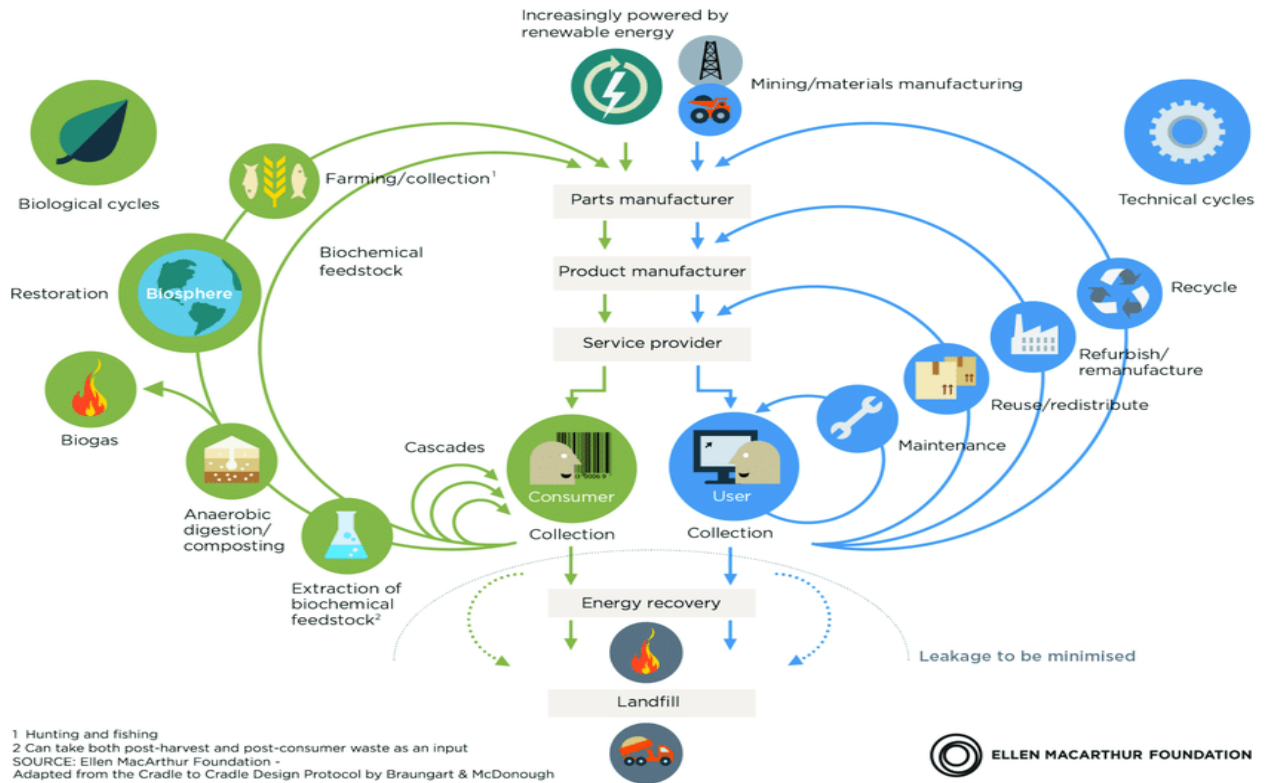 Increasingly powered by
renewable energy
Mining/materials manufacturing
Biological cycles
Farming/collection¹
Parts manufacturer
Technical cycles
Biochemical
feedstock
Product manufacturer
Restoration
Biosphere
Recycle
Service provider
Refurbish/
remanufacture
Reuse/redistribute
Biogas
Cascades
Maintenance
Consumer
User
Anaerobic
digestion/
composting
Collection
Collection
Extraction of
biochemical
feedstock²
Energy recovery
Leakage to be minimised
Landfill
1 Hunting and fishing
2 Can take both post-harvest and post-consumer waste as an input
SOURCE: Ellen MacArthur Foundation -
Adapted from the Cradle to Cradle Design Protocol by Braungart & McDonough
ELLEN MACARTHUR FOUNDATION